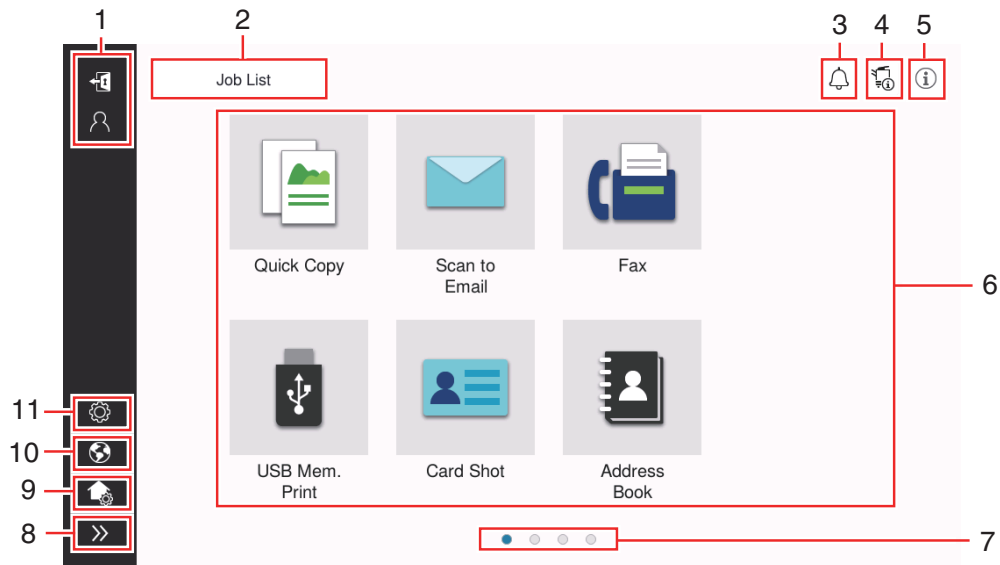 1
2
3
4
5
Job List
Quick Copy
Scan to
Email
Fax
6
USB Mem.
Print
Card Shot
Address
Book
11
10
9
8
7